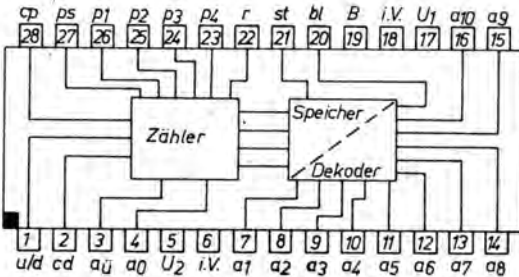 cp ps p1 p2 p3 p4 r st bl B i.V. U1 a10 a9
28 27 26 25 24 23 22 21 20 19 18 17 16 15
Speicher
Zähler
Dekoder
1 2 3 4 5 6 7 8 9 10 11 12 13 14
u/d cd aü a0 U2 i.V. a1 a2 a3 a4 a5 a6 a7 a8